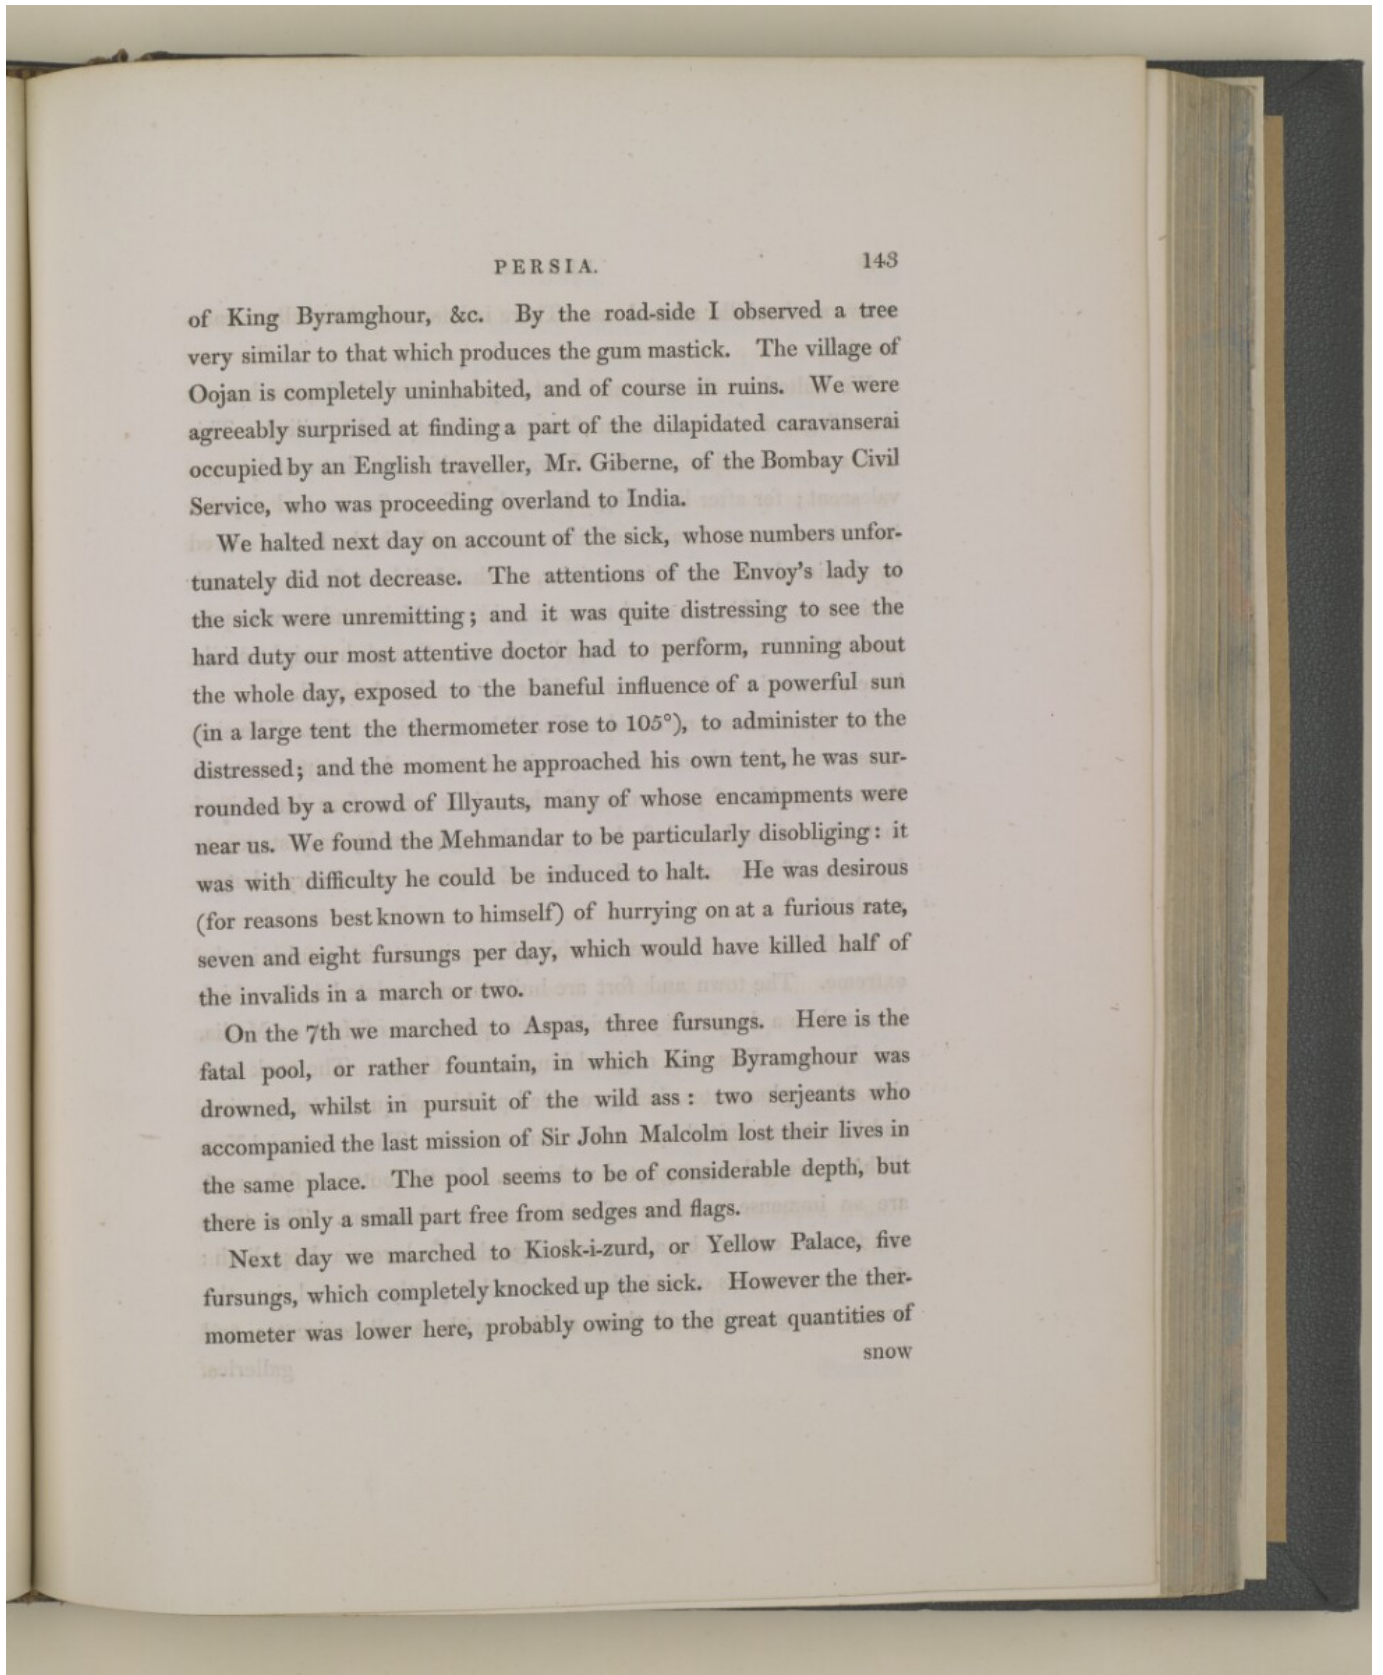 PERSIA. 143
of King Byramghour, &c. By the road-side I observed a tree
very similar to that which produces the gum mastick. The village of
Oojan is completely uninhabited, and of course in ruins. We were
agreeably surprised at finding a part of the dilapidated caravanserai
occupied by an English traveller, Mr. Giberne, of the Bombay Civil
Service, who was proceeding overland to India.
We halted next day on account of the sick, whose numbers unfor-
tunately did not decrease. The attentions of the Envoy's lady to
the sick were unremitting; and it was quite distressing to see the
hard duty our most attentive doctor had to perform, running about
the whole day, exposed to the baneful influence of a powerful sun
(in a large tent the thermometer rose to 105°), to administer to the
distressed; and the moment he approached his own tent, he was sur-
rounded by a crowd of Illyauts, many of whose encampments were
near us. We found the Mehmandar to be particularly disobliging: it
was with difficulty he could be induced to halt. He was desirous
(for reasons best known to himself) of hurrying on at a furious rate,
seven and eight fursungs per day, which would have killed half of
the invalids in a march or two.
On the 7th we marched to Aspas, three fursungs. Here is the
fatal pool, or rather fountain, in which King Byramghour was
drowned, whilst in pursuit of the wild ass: two serjeants who
accompanied the last mission of Sir John Malcolm lost their lives in
the same place. The pool seems to be of considerable depth, but
there is only a small part free from sedges and flags.
Next day we marched to Kiosk-i-zurd, or Yellow Palace, five
fursungs, which completely knocked up the sick. However the ther-
mometer was lower here, probably owing to the great quantities of
snow